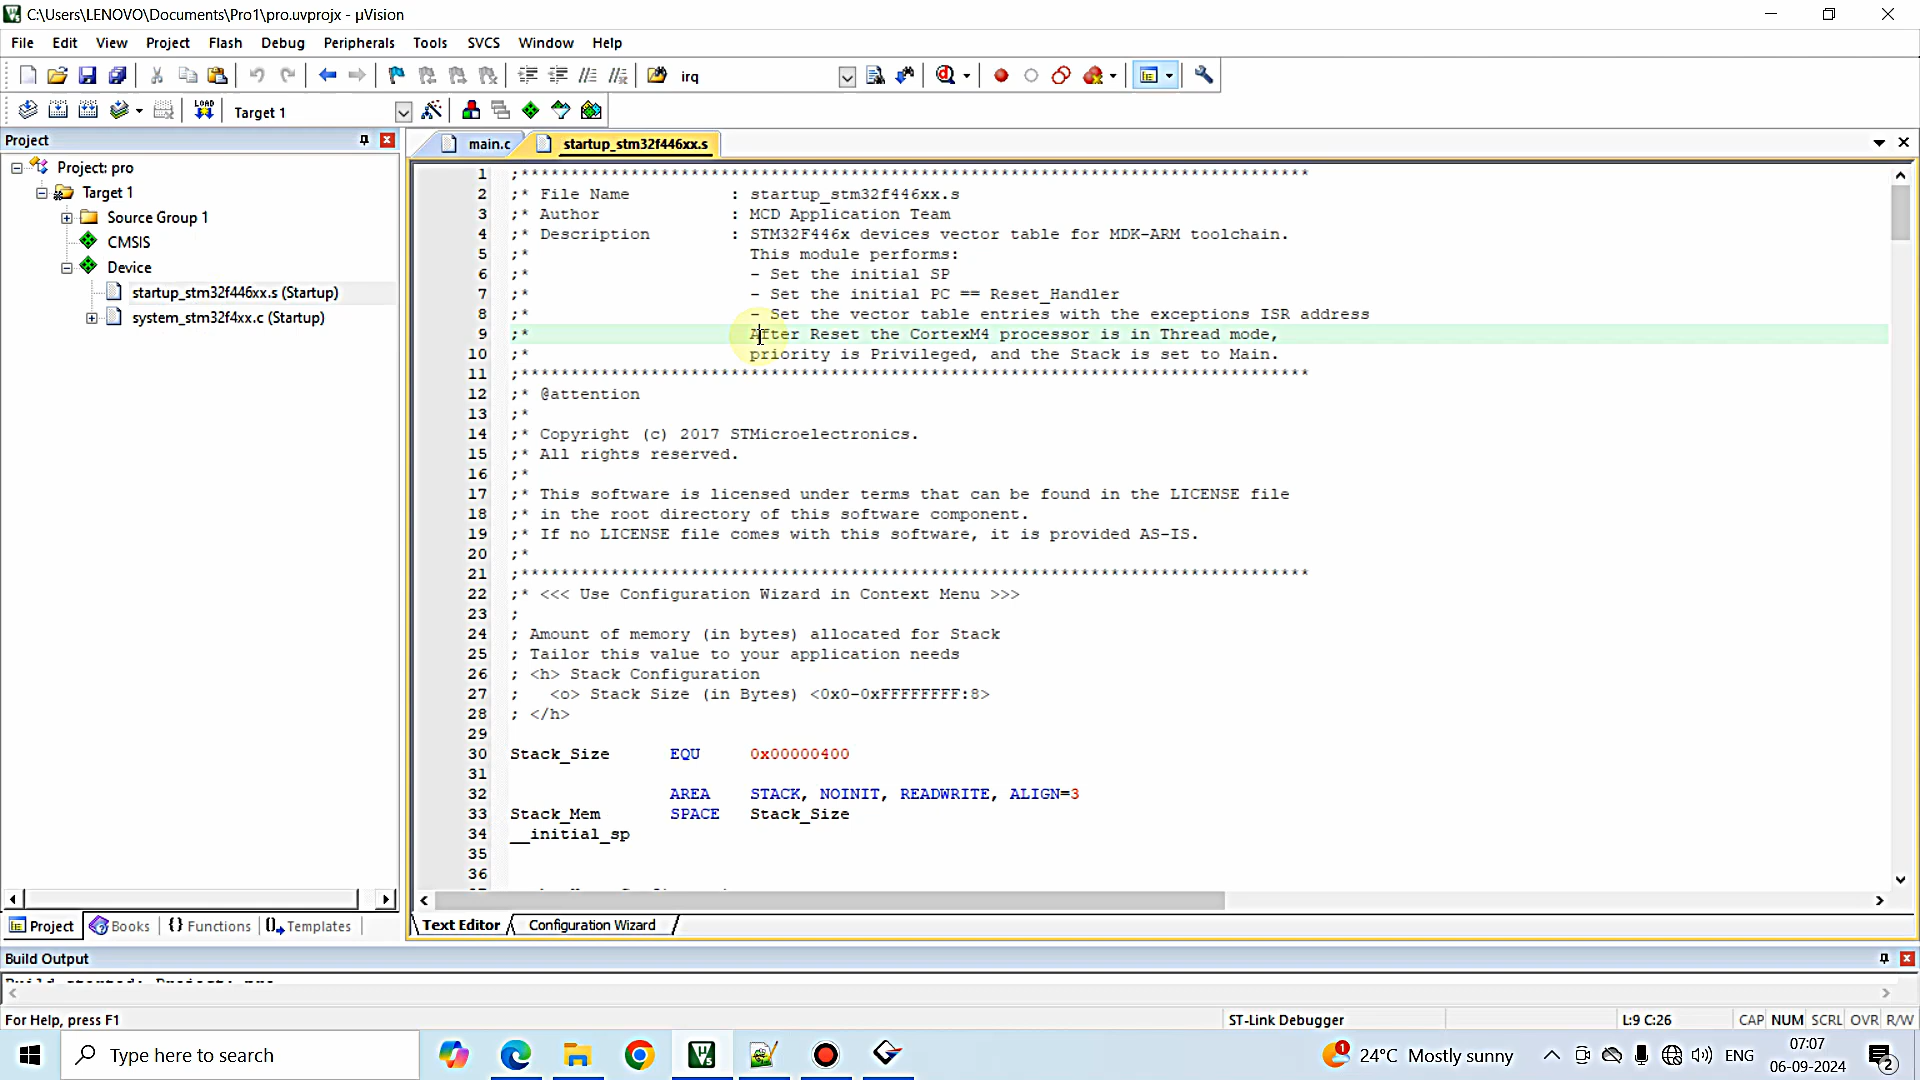 C:\Users\LENOVO\Documents\Pro1\pro.uvprojx - µVision
File Edit View Project Flash Debug Peripherals Tools SVCS Window Help
irq
LOAD Target 1
Project
main.c startup_stm32f446xx.s
Project: pro
Target 1
Source Group 1
CMSIS
Device
startup_stm32f446xx.s (Startup)
system_stm32f4xx.c (Startup)
1 ;*******************************************************************************
2 ;* File Name : startup_stm32f446xx.s
3 ;* Author : MCD Application Team
4 ;* Description : STM32F446x devices vector table for MDK-ARM toolchain.
5 ;* This module performs:
6 ;* - Set the initial SP
7 ;* - Set the initial PC == Reset_Handler
8 ;* - Set the vector table entries with the exceptions ISR address
9 ;* After Reset the CortexM4 processor is in Thread mode,
10 ;* priority is Privileged, and the Stack is set to Main.
11 ;*******************************************************************************
12 ;* @attention
13 ;*
14 ;* Copyright (c) 2017 STMicroelectronics.
15 ;* All rights reserved.
16 ;*
17 ;* This software is licensed under terms that can be found in the LICENSE file
18 ;* in the root directory of this software component.
19 ;* If no LICENSE file comes with this software, it is provided AS-IS.
20 ;*
21 ;*******************************************************************************
22 ;* <<< Use Configuration Wizard in Context Menu >>>
23 ;
24 ; Amount of memory (in bytes) allocated for Stack
25 ; Tailor this value to your application needs
26 ; <h> Stack Configuration
27 ; <o> Stack Size (in Bytes) <0x0-0xFFFFFFFF:8>
28 ; </h>
29
30 Stack_Size EQU 0x00000400
31
32 AREA STACK, NOINIT, READWRITE, ALIGN=3
33 Stack_Mem SPACE Stack_Size
34 __initial_sp
35
36
Project Books {} Functions Templates
Text Editor Configuration Wizard
Build Output
Build started: Project: pro
For Help, press F1 ST-Link Debugger L:9 C:26 CAP NUM SCRL OVR R/W
Type here to search
24°C Mostly sunny
ENG
07:07
06-09-2024
1
2